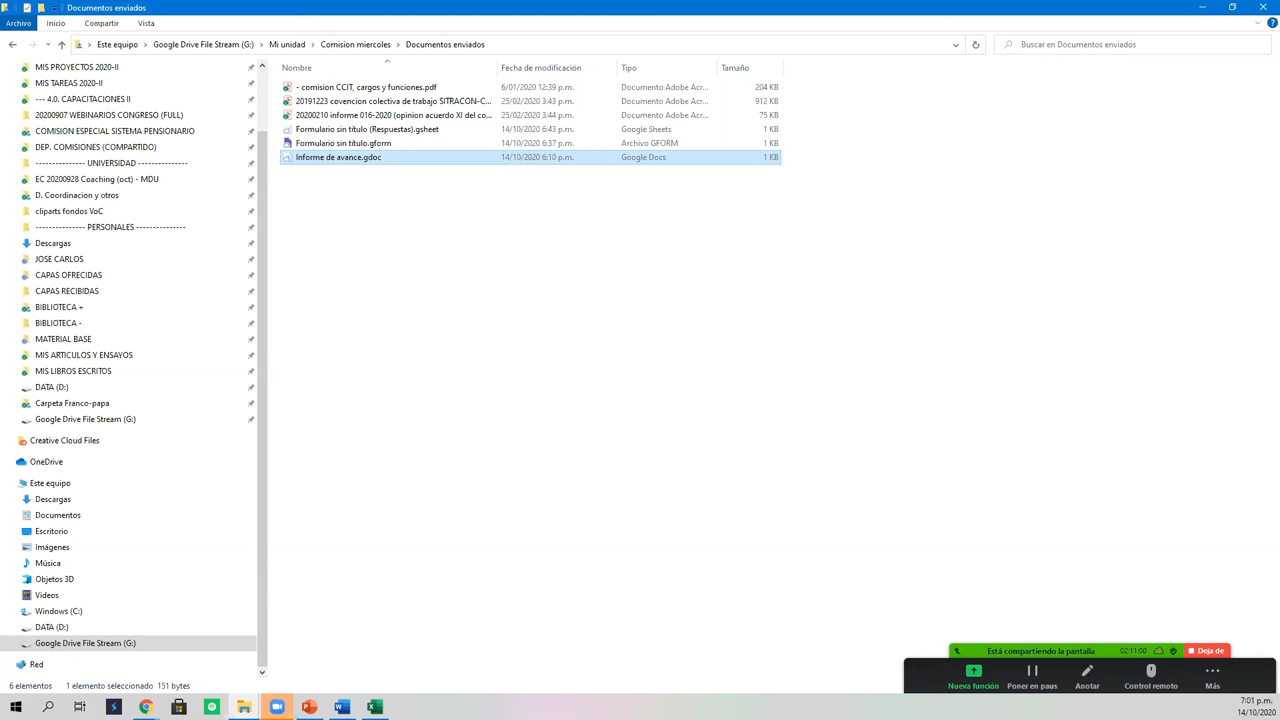 Documentos enviados
Archivo Inicio Compartir Vista
Este equipo > Google Drive File Stream (G:) > Mi unidad > Comision miercoles > Documentos enviados
Buscar en Documentos enviados
MIS PROYECTOS 2020-II
MIS TAREAS 2020-II
--- 4.0. CAPACITACIONES II
20200907 WEBINARIOS CONGRESO (FULL)
COMISION ESPECIAL SISTEMA PENSIONARIO
DEP. COMISIONES (COMPARTIDO)
--------------- UNIVERSIDAD ---------------
EC 20200928 Coaching (oct) - MDU
D. Coordinacion y otros
cliparts fondos VoC
--------------- PERSONALES ---------------
Descargas
JOSE CARLOS
CAPAS OFRECIDAS
CAPAS RECIBIDAS
BIBLIOTECA +
BIBLIOTECA -
MATERIAL BASE
MIS ARTICULOS Y ENSAYOS
MIS LIBROS ESCRITOS
DATA (D:)
Carpeta Franco-papa
Google Drive File Stream (G:)
Creative Cloud Files
OneDrive
Este equipo
Descargas
Documentos
Escritorio
Imágenes
Música
Objetos 3D
Videos
Windows (C:)
DATA (D:)
Google Drive File Stream (G:)
Red
Nombre Fecha de modificación Tipo Tamaño
- comision CCIT, cargos y funciones.pdf 6/01/2020 12:39 p.m. Documento Adobe Acr... 204 KB
20191223 covencion colectiva de trabajo SITRACON-C... 25/02/2020 3:43 p.m. Documento Adobe Acr... 912 KB
20200210 informe 016-2020 (opinion acuerdo XI del co... 25/02/2020 3:44 p.m. Documento Adobe Acr... 75 KB
Formulario sin título (Respuestas).gsheet 14/10/2020 6:43 p.m. Google Sheets 1 KB
Formulario sin título.gform 14/10/2020 6:37 p.m. Archivo GFORM 1 KB
Informe de avance.gdoc 14/10/2020 6:10 p.m. Google Docs 1 KB
6 elementos 1 elemento seleccionado 151 bytes
Está compartiendo la pantalla 02:11:00 Deja de
Nueva función Poner en paus Anotar Control remoto Más
7:01 p.m.
14/10/2020